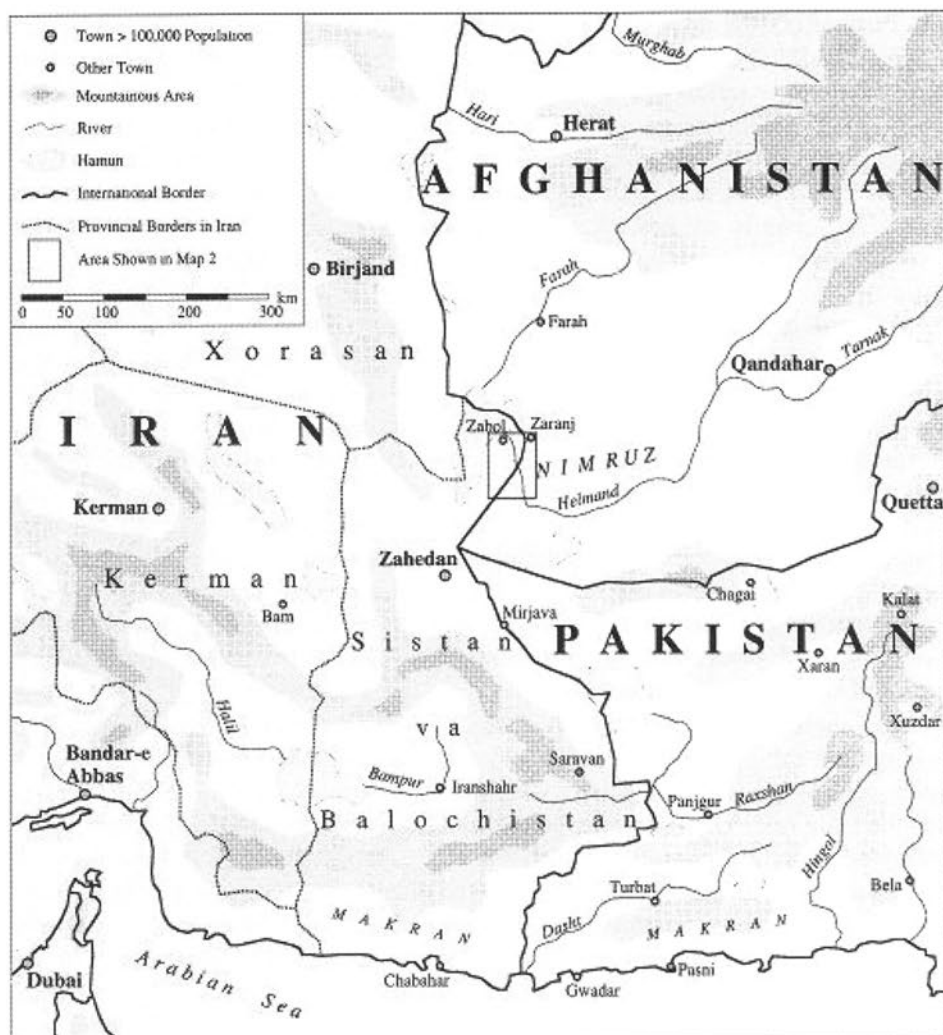 Town > 100.000 Population
Other Town
Mountainous Area
River
Hamun
International Border
Provincial Borders in Iran
Area Shown in Map 2
km
0 50 100 150 200 300
Murghab
Hari
Herat
AFGHANISTAN
Birjand
Farah
Farah
Xorasan
Qandahar
Tarnak
IRAN
Zabol
Zaranj
NIMRUZ
Helmand
Quetta
Kerman
Zahedan
Kerman
Chagai
Bam
Mirjava
Kalat
Sistan
PAKISTAN
Xaran
Halil
Xuzdar
va
Bandar-e
Abbas
Saravan
Bampur
Iranshahr
Panjgur
Raxshan
Balochistan
Hingol
Turbat
Bela
MAKRAN
Dasht
MAKRAN
Arabian Sea
Dubai
Chabahar
Gwadar
Pasni